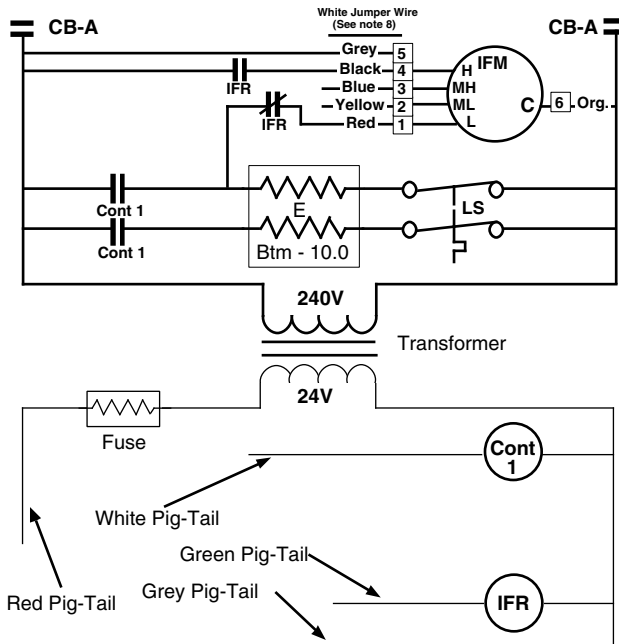 White Jumper Wire
(See note 8)
CB-A
CB-A
Grey 5
Black 4 H IFM
IFR
Blue 3 MH
Yellow 2 ML C 6 Org.
IFR
Red 1 L
Cont 1
E
LS
Cont 1
Btm - 10.0
240V
Transformer
24V
Fuse
Cont
1
White Pig-Tail
Green Pig-Tail
Red Pig-Tail
Grey Pig-Tail
IFR